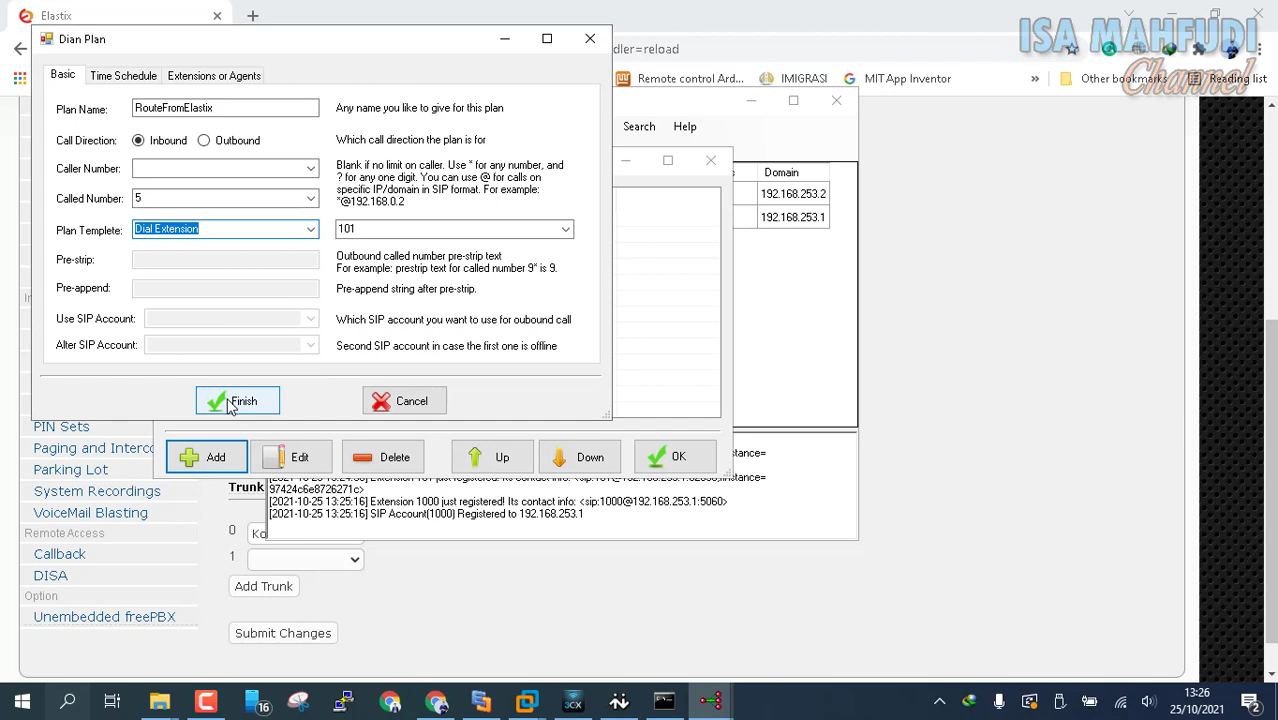 Elastix
ISA MAHFUDI
Channel
Dian Plan
dler=reload
Remote control Ard...
IMIGRASI
MIT App Inventor
»
Other bookmarks
Reading list
Basic
Time Schedule
Extensions or Agents
Plan Name:
RouteFromElastix
Any name you like to give for this plan
Call Direction:
Inbound
Outbound
Which call direction the plan is for
Caller Number:
Blank if no limit on caller. Use * for any number, and
? for any one digit. You can use @ for calls on
specific IP/domain in SIP format. For example:
*@192.168.0.2
Called Number:
5
Plan Templete:
Dial Extension
101
Pre-strip:
Outbound called number pre-strip text
For example: prestrip text for called number 9* is 9.
Pre-append:
Pre-append string after pre-strip.
Use SIP Account:
Which SIP account you want to use for oubound call
Alter SIP Account:
Second SIP account in case the first one is offline
Finish
Cancel
Search
Help
Domain
192.168.253.2
192.168.253.1
Add
Edit
Delete
Up
Down
OK
nstance=
nstance=
97424c6e8726271c>
[2021-10-25 13:25:16] Extension 1000 just registered! Its contact info: <sip:1000@192.168.253.1:5060>
[2021-10-25 13:25:16] SIP Account(1000) Registered to 192.168.253.1
PIN Sets
Paging and Interco
Parking Lot
System Recordings
VoiceMail Blasting
Remote Access
Callback
DISA
Option
Unembedded freePBX
Trunk
0
Ko
1
Add Trunk
Submit Changes
16
3CX
13:26
25/10/2021
2